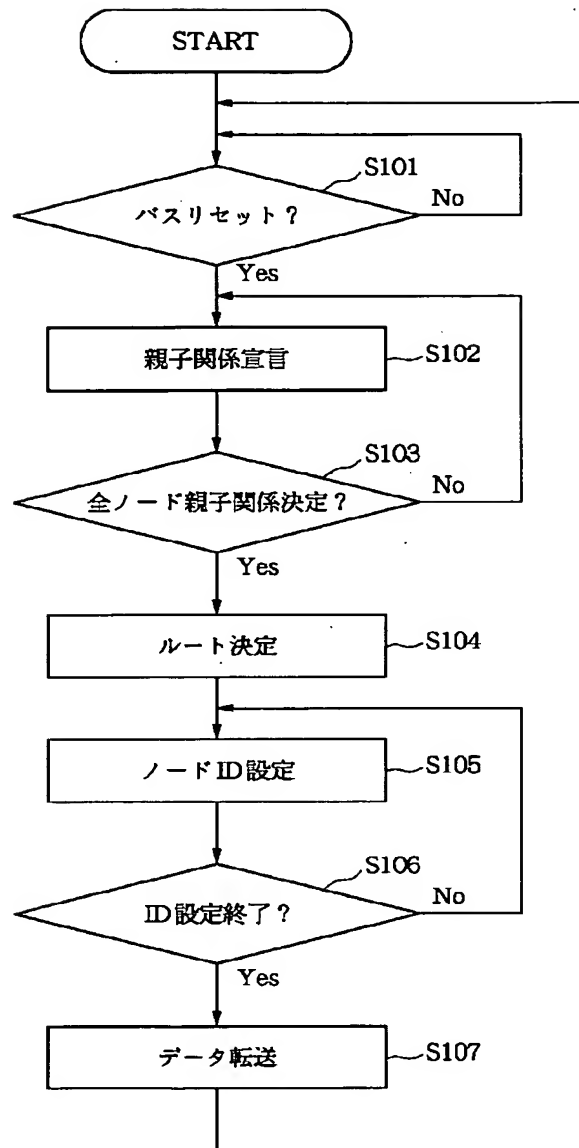 START
S101
バスリセット?
No
Yes
親子関係宣言
S102
S103
全ノード親子関係決定?
No
Yes
ルート決定
S104
ノードID設定
S105
S106
ID設定終了?
No
Yes
データ転送
S107